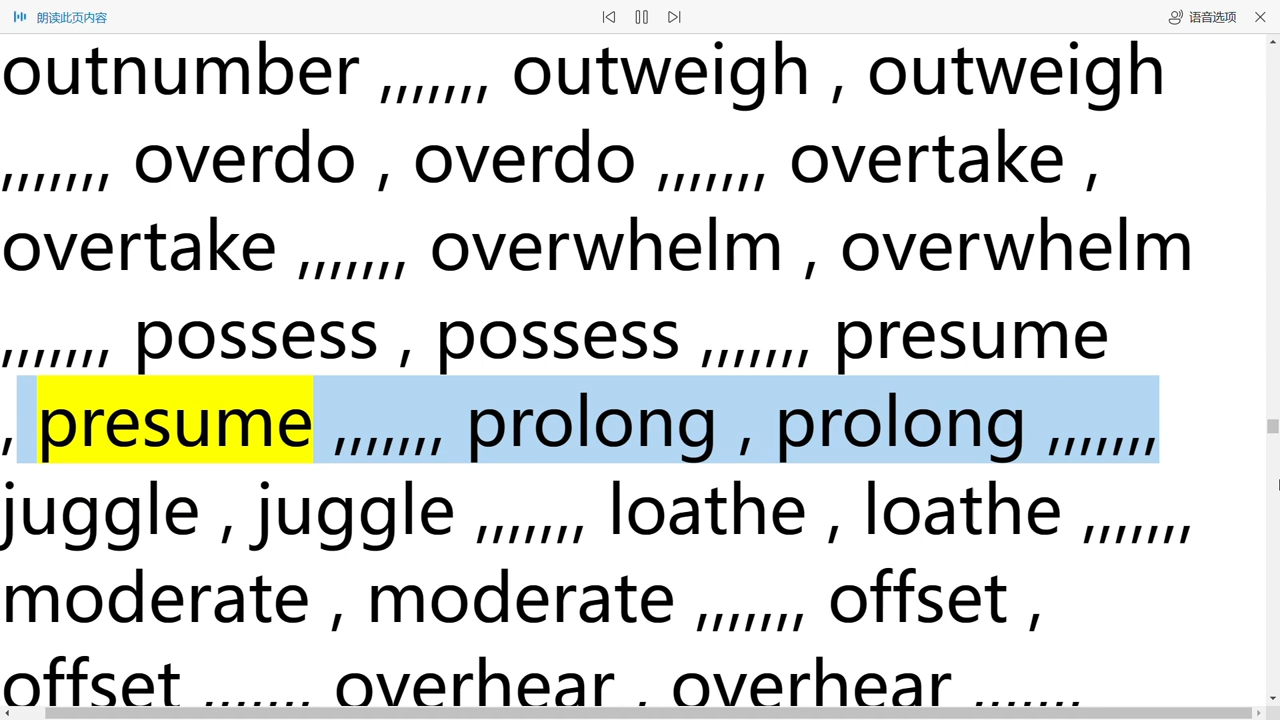 朗读此页内容
语音选项
outnumber ,,,,,,, outweigh , outweigh
,,,,,,, overdo , overdo ,,,,,,, overtake ,
overtake ,,,,,,, overwhelm , overwhelm
,,,,,,, possess , possess ,,,,,,, presume
, presume ,,,,,,, prolong , prolong ,,,,,,,
juggle , juggle ,,,,,,, loathe , loathe ,,,,,,,
moderate , moderate ,,,,,,, offset ,
offset ,,,,,,, overhear , overhear ,,,,,,,